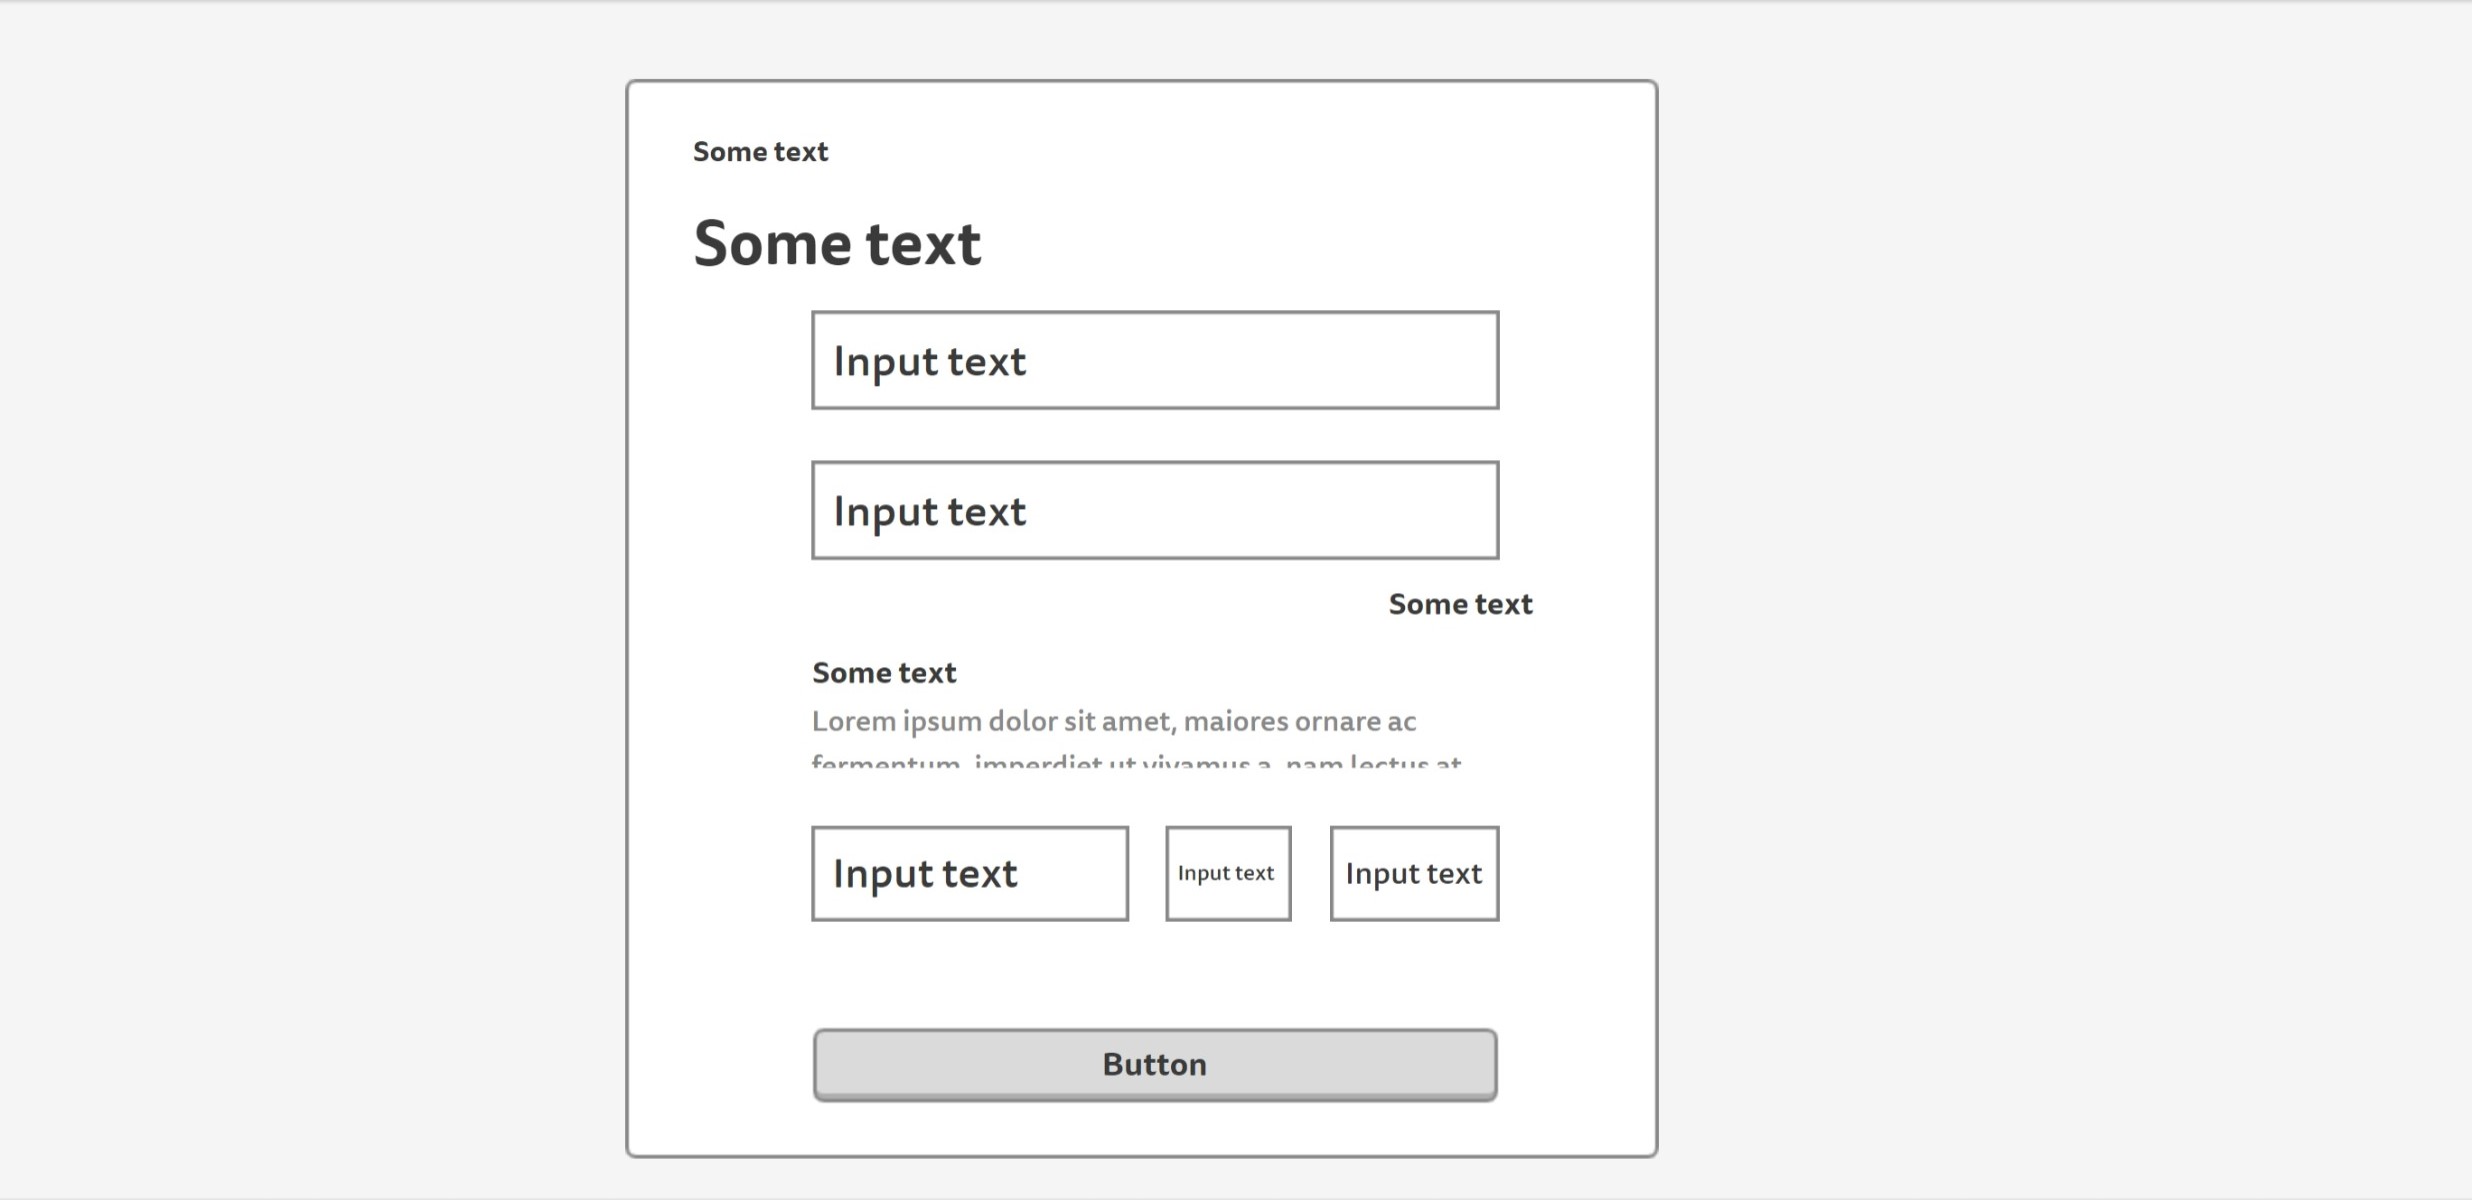 Some text
Some text
Input text
Input text
Some text
Some text
Lorem ipsum dolor sit amet, maiores ornare ac
fermentum, imperdiet ut vivamus a, nam lectus at
Input text Input text Input text
Button